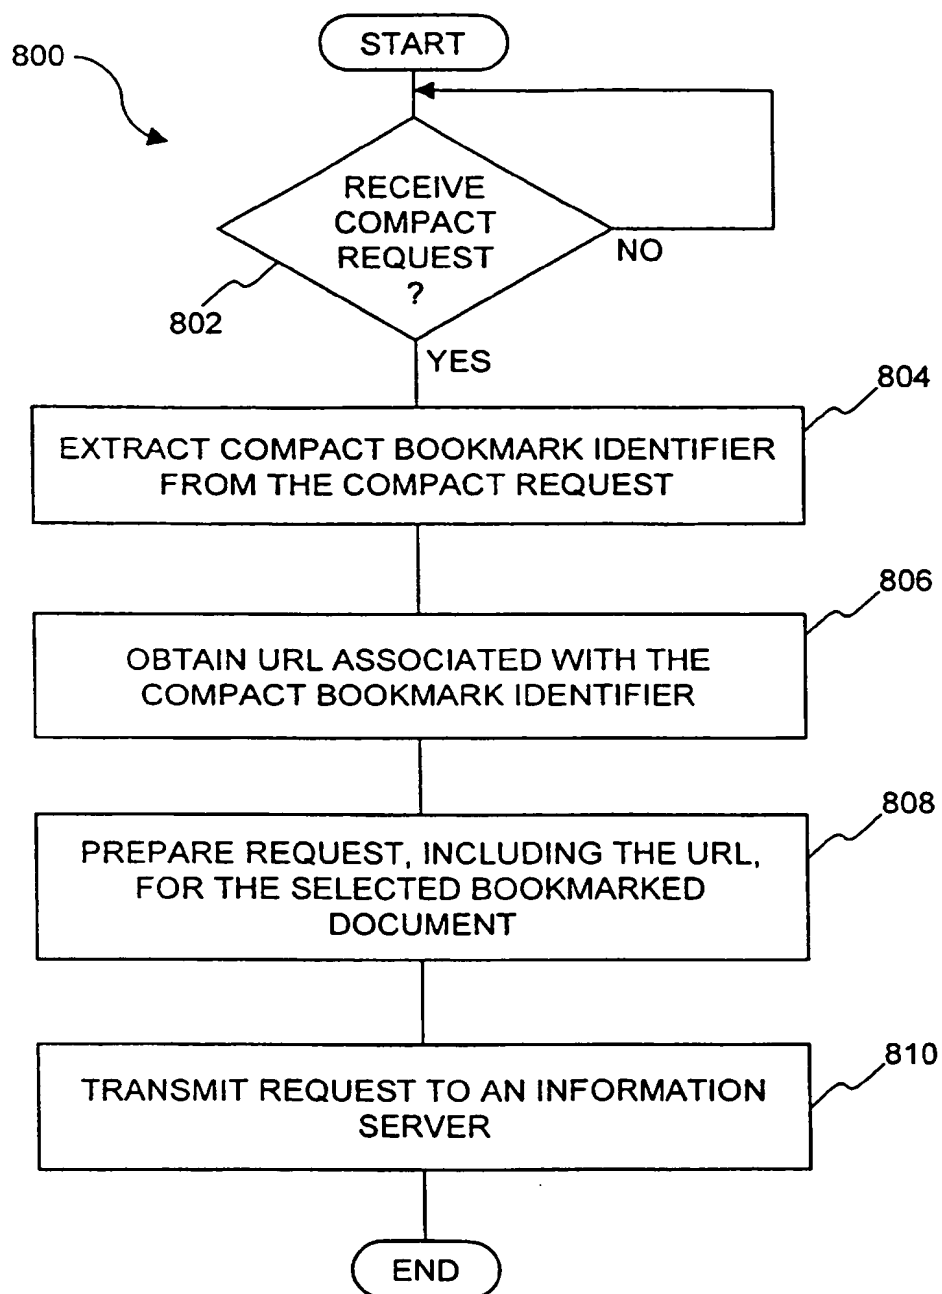 START
800
RECEIVE
COMPACT
REQUEST
?
NO
802
YES
804
EXTRACT COMPACT BOOKMARK IDENTIFIER
FROM THE COMPACT REQUEST
806
OBTAIN URL ASSOCIATED WITH THE
COMPACT BOOKMARK IDENTIFIER
808
PREPARE REQUEST, INCLUDING THE URL,
FOR THE SELECTED BOOKMARKED
DOCUMENT
810
TRANSMIT REQUEST TO AN INFORMATION
SERVER
END